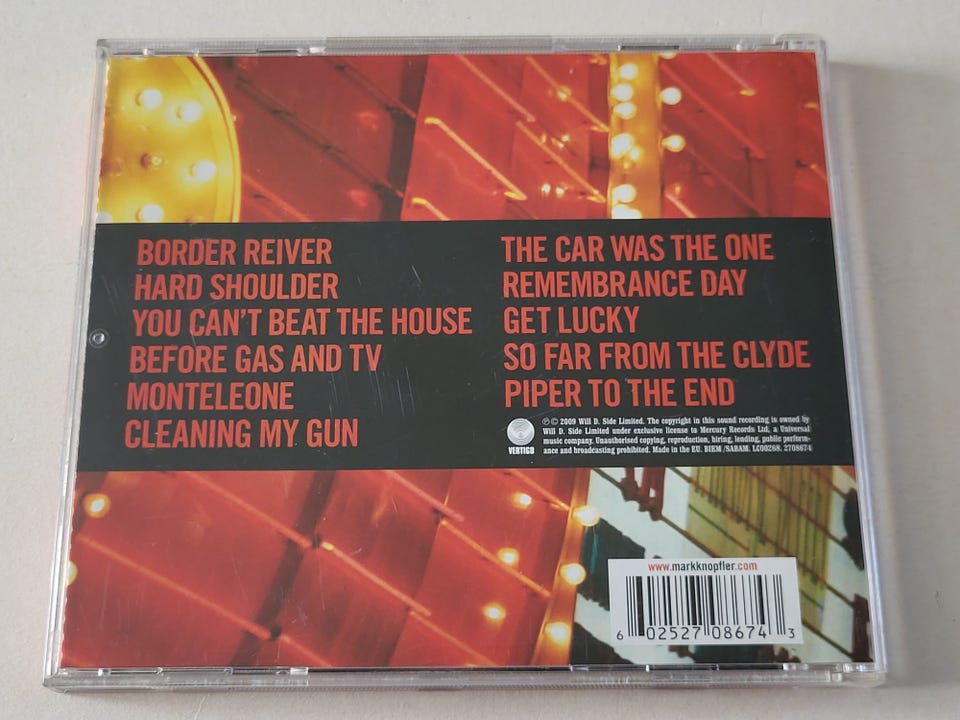 BORDER REIVER
HARD SHOULDER
YOU CAN'T BEAT THE HOUSE
BEFORE GAS AND TV
MONTELEONE
CLEANING MY GUN
THE CAR WAS THE ONE
REMEMBRANCE DAY
GET LUCKY
SO FAR FROM THE CLYDE
PIPER TO THE END
VERTIGO
℗© 2009 Will D. Side Limited. The copyright in this sound recording is owned by
Will D. Side Limited under exclusive license to Mercury Records Ltd, a Universal
music company. Unauthorised copying, reproduction, hiring, lending, public perform-
ance and broadcasting prohibited. Made in the EU. BIEM/SABAM. LC00268. 2708674
www.markknopfler.com
6 02527 08674 3